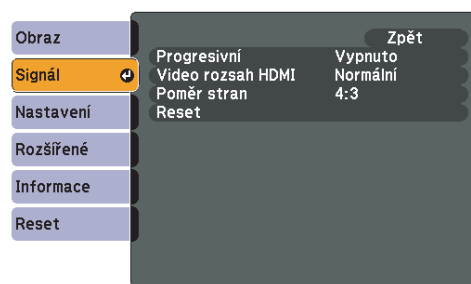 Obraz
Signál
Nastavení
Rozšířené
Informace
Reset
Zpět
Progresivní Vypnuto
Video rozsah HDMI Normální
Poměr stran 4:3
Reset